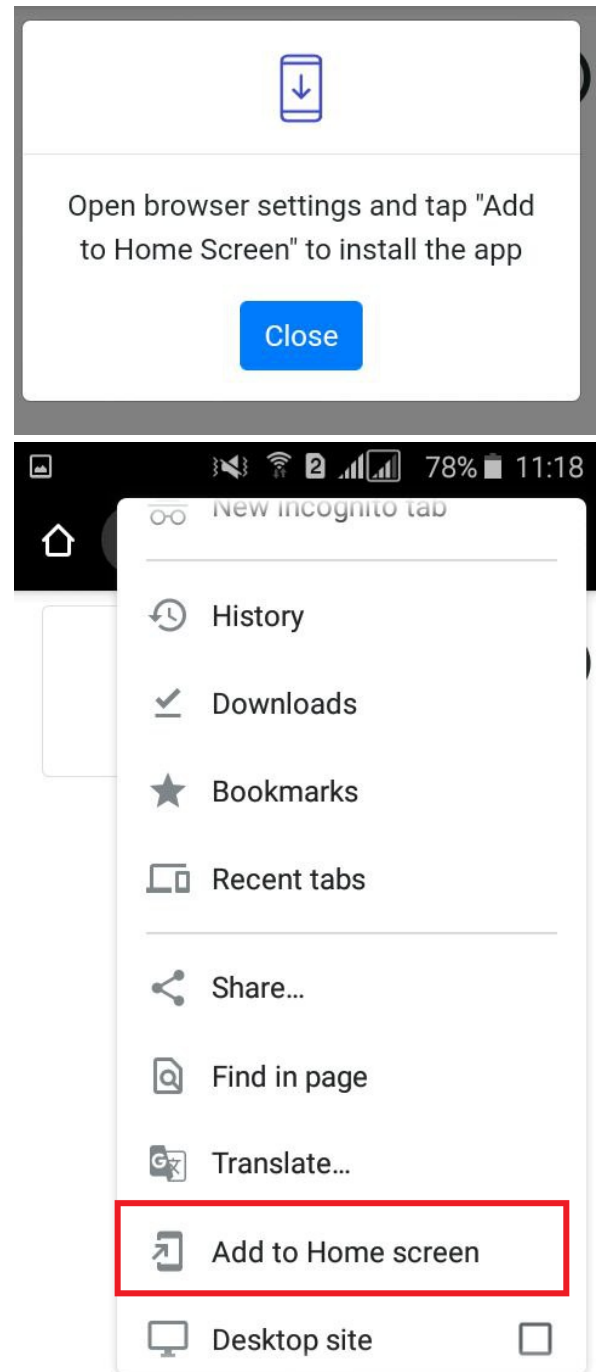 Open browser settings and tap "Add
to Home Screen" to install the app
Close
2 78% 11:18
New incognito tab
History
Downloads
Bookmarks
Recent tabs
Share…
Find in page
Translate…
Add to Home screen
Desktop site